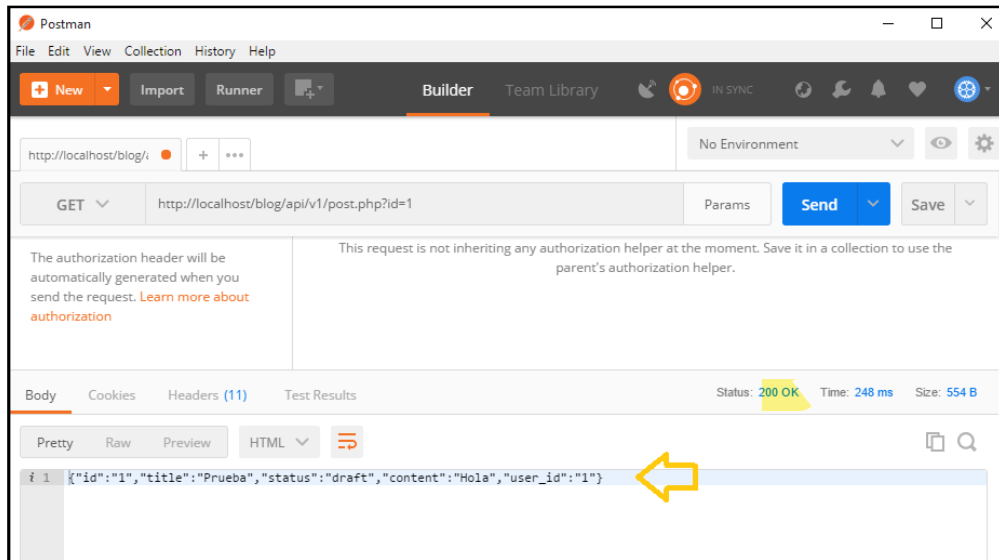 Postman
File Edit View Collection History Help
New Import Runner Builder Team Library IN SYNC
http://localhost/blog/a No Environment
GET http://localhost/blog/api/v1/post.php?id=1 Params Send Save
The authorization header will be
automatically generated when you
send the request. Learn more about
authorization
This request is not inheriting any authorization helper at the moment. Save it in a collection to use the
parent's authorization helper.
Body Cookies Headers (11) Test Results Status: 200 OK Time: 248 ms Size: 554 B
Pretty Raw Preview HTML
i 1 {"id":"1","title":"Prueba","status":"draft","content":"Hola","user_id":"1"}